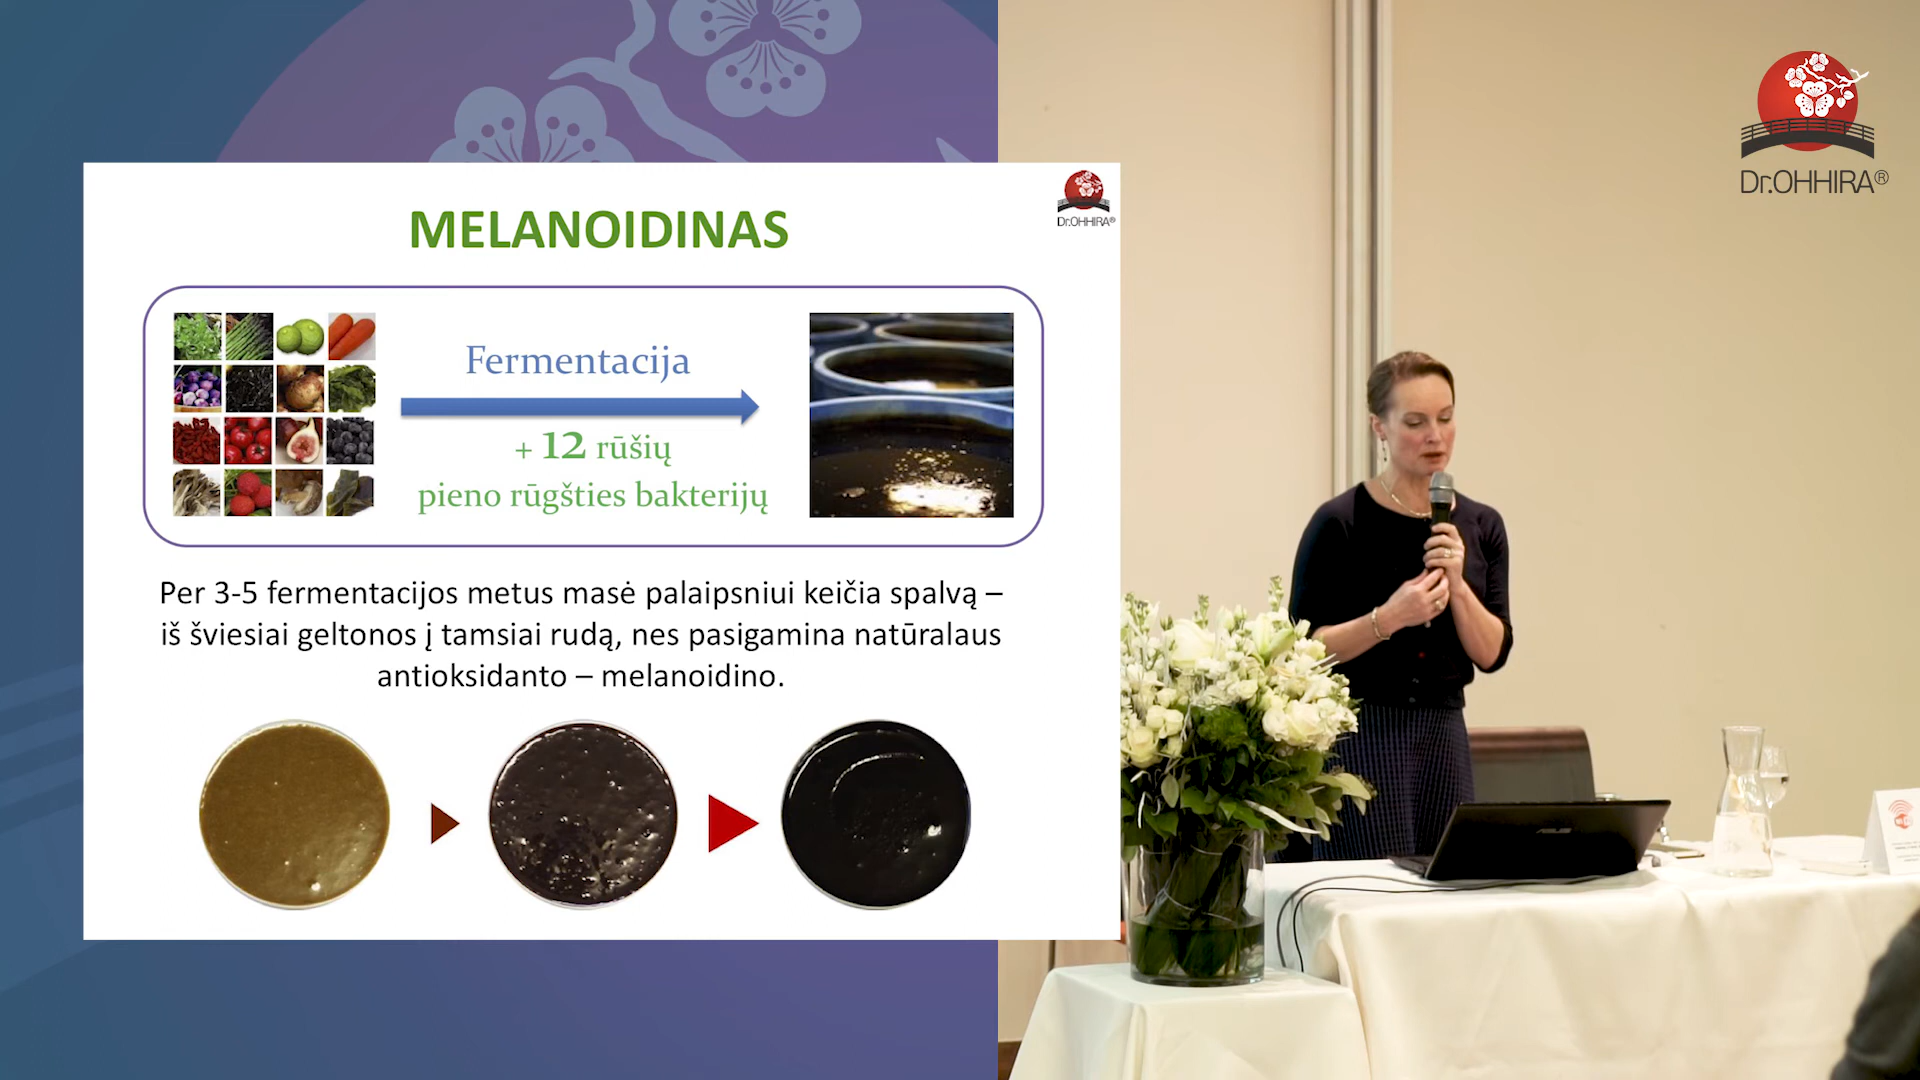 MELANOIDINAS
Dr.OHHIRA®
Fermentacija
+ 12 rūšių
pieno rūgšties bakterijų
Per 3-5 fermentacijos metus masė palaipsniui keičia spalvą –
iš šviesiai geltonos į tamsiai rudą, nes pasigamina natūralaus
antioksidanto – melanoidino.
Dr.OHHIRA®
ASUS